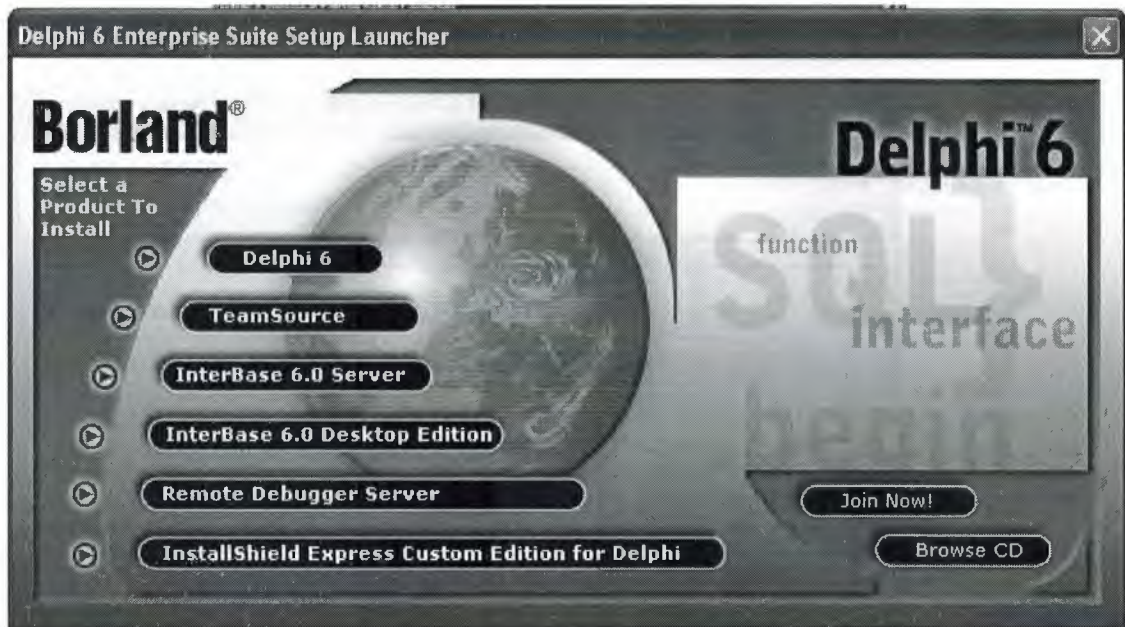 Delphi 6 Enterprise Suite Setup Launcher
Borland®
Delphi™ 6
Select a
Product To
Install
Delphi 6
TeamSource
InterBase 6.0 Server
InterBase 6.0 Desktop Edition
Remote Debugger Server
InstallShield Express Custom Edition for Delphi
function
SQL
interface
begin
Join Now!
Browse CD